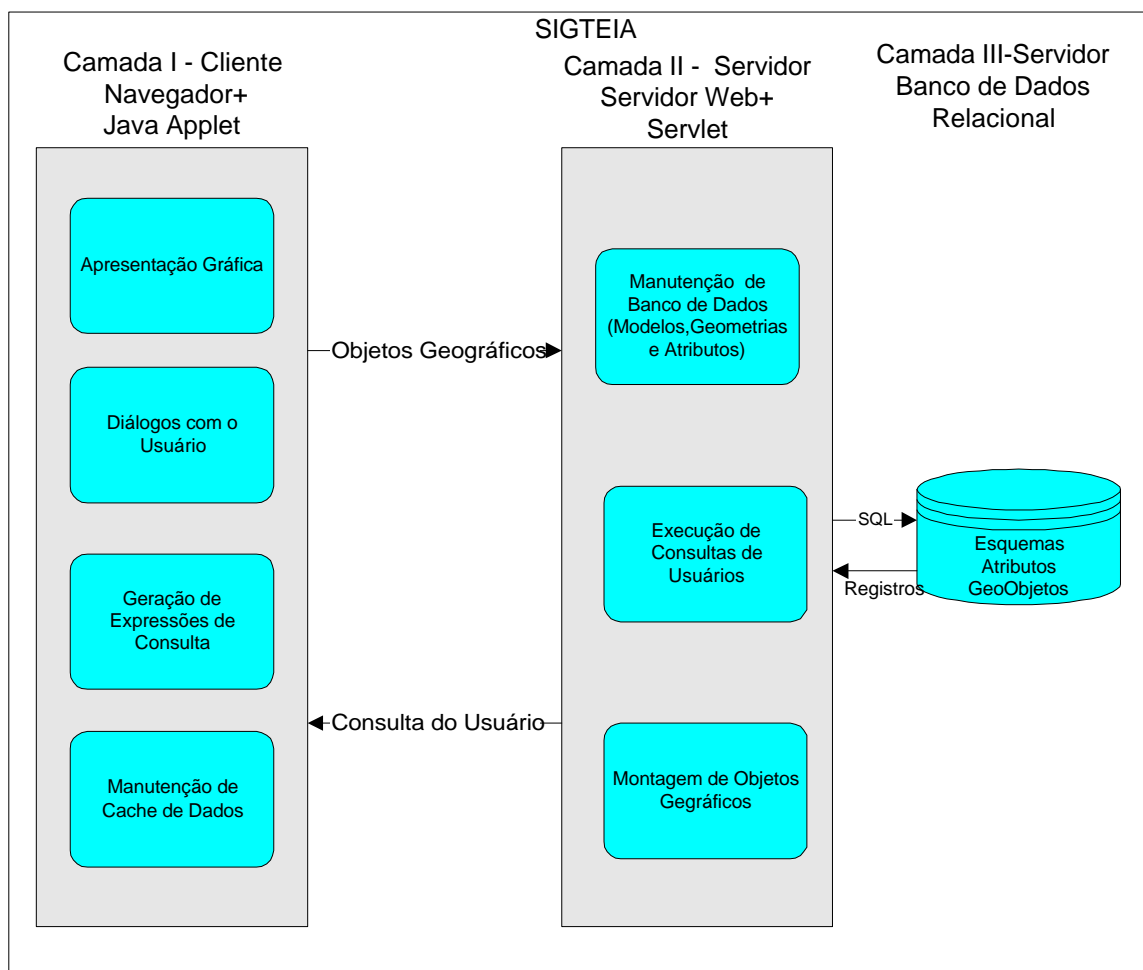 SIGTEIA
Camada I - Cliente
Navegador+
Java Applet
Camada II - Servidor
Servidor Web+
Servlet
Camada III-Servidor
Banco de Dados
Relacional
Apresentação Gráfica
Diálogos com o
Usuário
Geração de
Expressões de
Consulta
Manutenção de
Cache de Dados
Objetos Geográficos
Consulta do Usuário
Manutenção de
Banco de Dados
(Modelos,Geometrias
e Atributos)
Execução de
Consultas de
Usuários
Montagem de Objetos
Gegráficos
SQL
Registros
Esquemas
Atributos
GeoObjetos